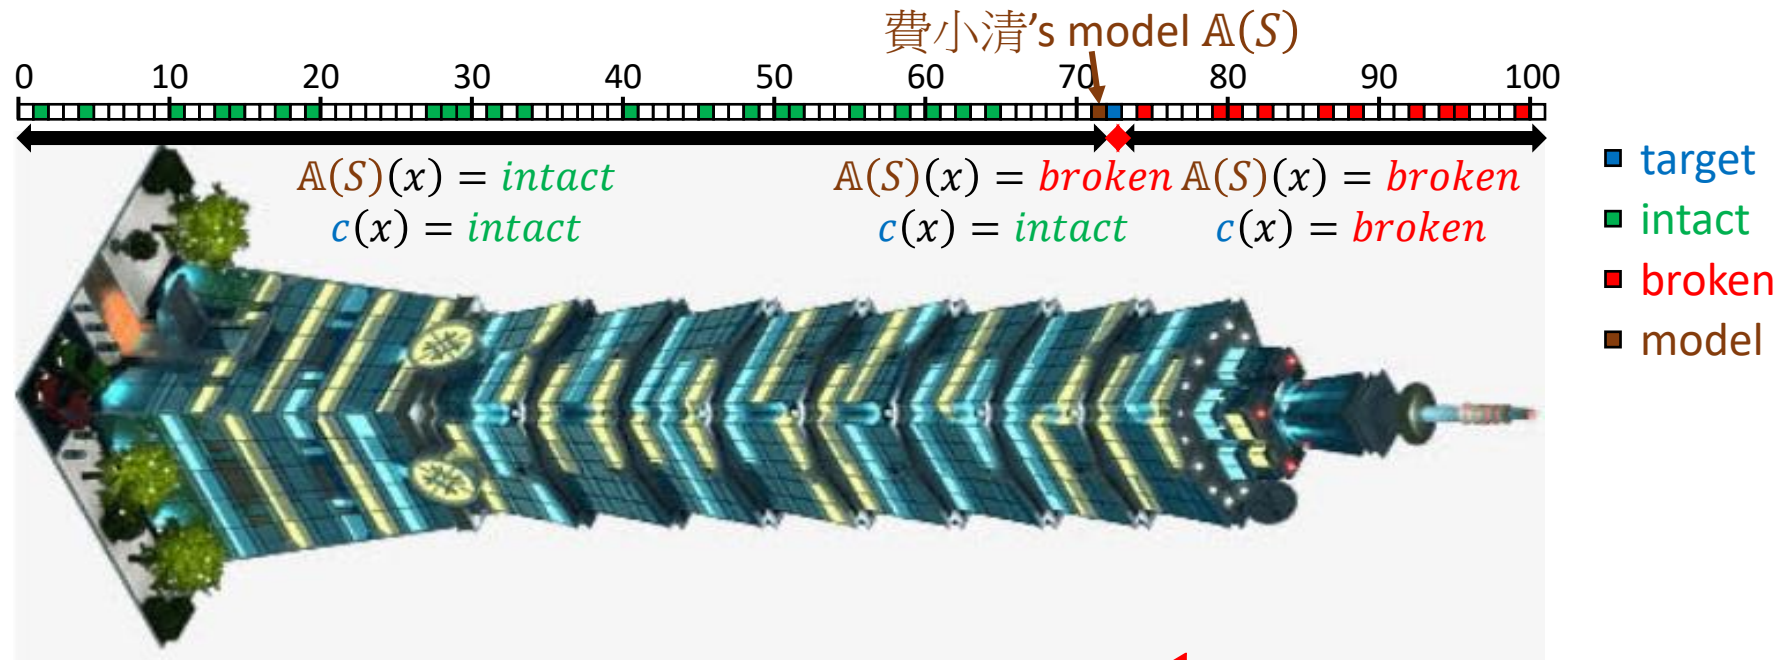 費小清's model 𝔸(S)
0 10 20 30 40 50 60 70 80 90 100
𝔸(S)(x) = intact 𝔸(S)(x) = broken 𝔸(S)(x) = broken
c(x) = intact c(x) = intact c(x) = broken
target
intact
broken
model